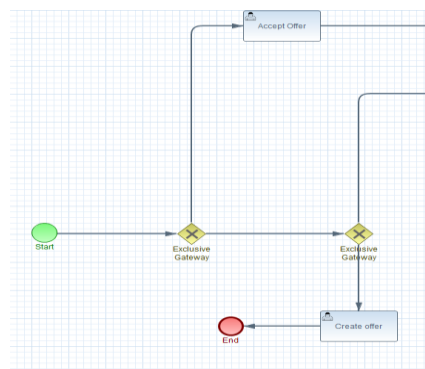 Accept Offer
Start
Exclusive
Gateway
Exclusive
Gateway
Create offer
End